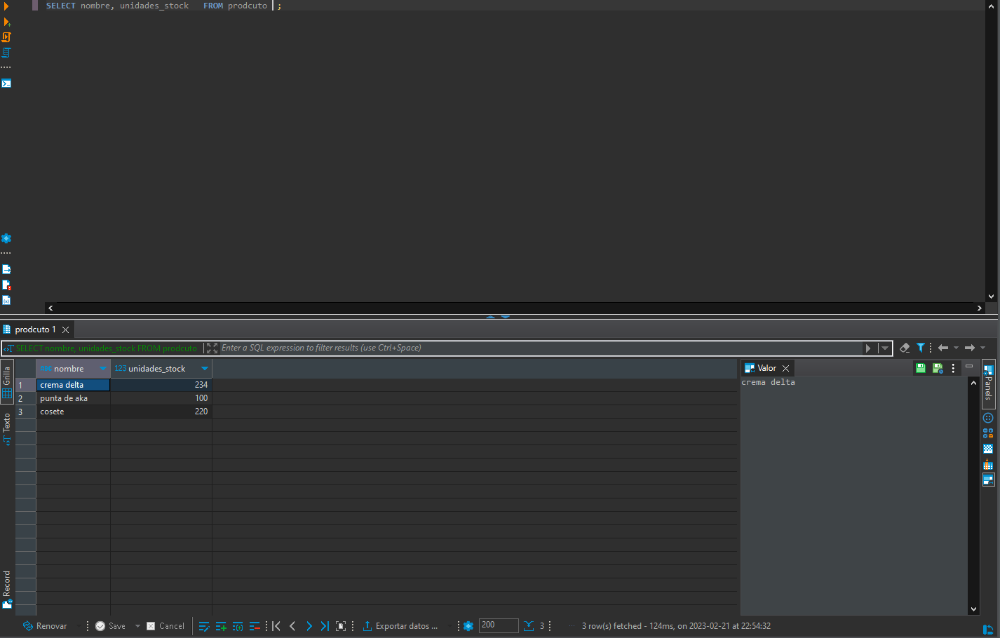 SELECT nombre, unidades_stock   FROM prodcuto  ;
prodcuto 1
SELECT nombre, unidades_stock FROM prodcuto
Enter a SQL expression to filter results (use Ctrl+Space)
Grilla
Texto
Record
nombre
123 unidades_stock
1 crema delta 234
2 punta de aka 100
3 cosete 220
Valor
crema delta
Panels
Renovar
Save
Cancel
Exportar datos ...
200
3
3 row(s) fetched - 124ms, on 2023-02-21 at 22:54:32